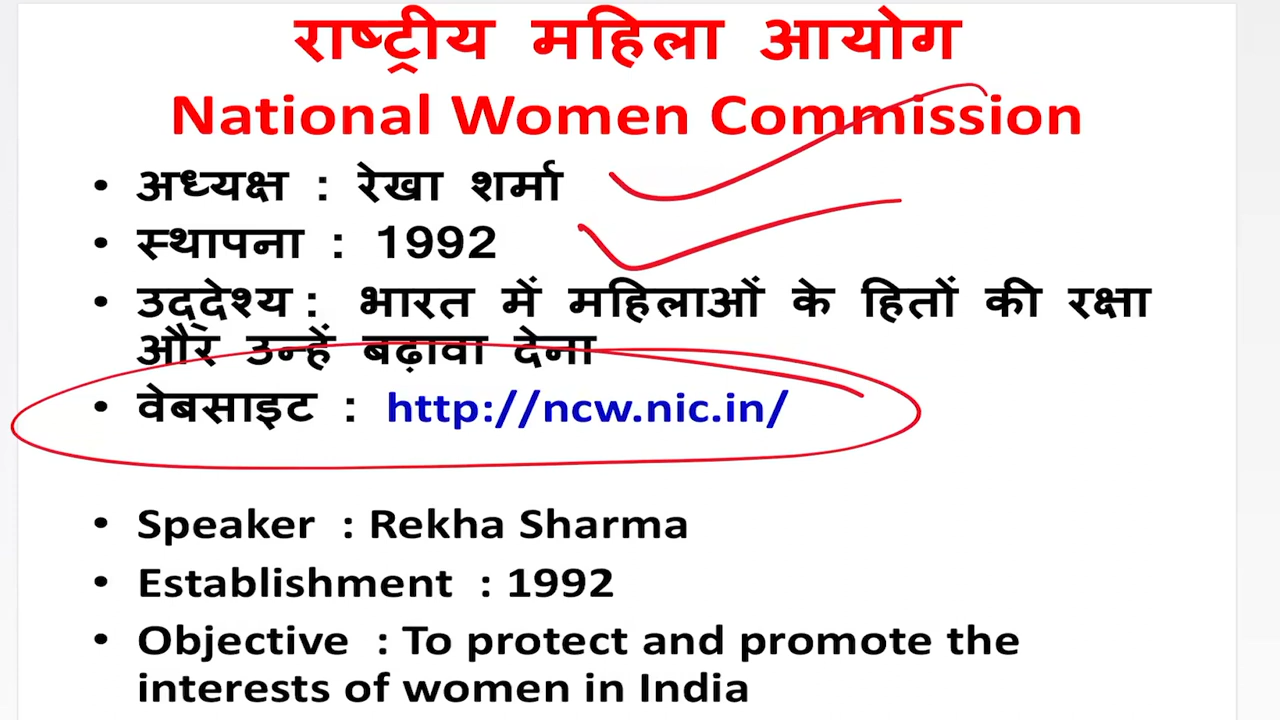 राष्ट्रीय महिला आयोग
National Women Commission
• अध्यक्ष : रेखा शर्मा
• स्थापना : 1992
• उद्देश्य : भारत में महिलाओं के हितों की रक्षा
और उन्हें बढ़ावा देना
• वेबसाइट : http://ncw.nic.in/
• Speaker : Rekha Sharma
• Establishment : 1992
• Objective : To protect and promote the
interests of women in India